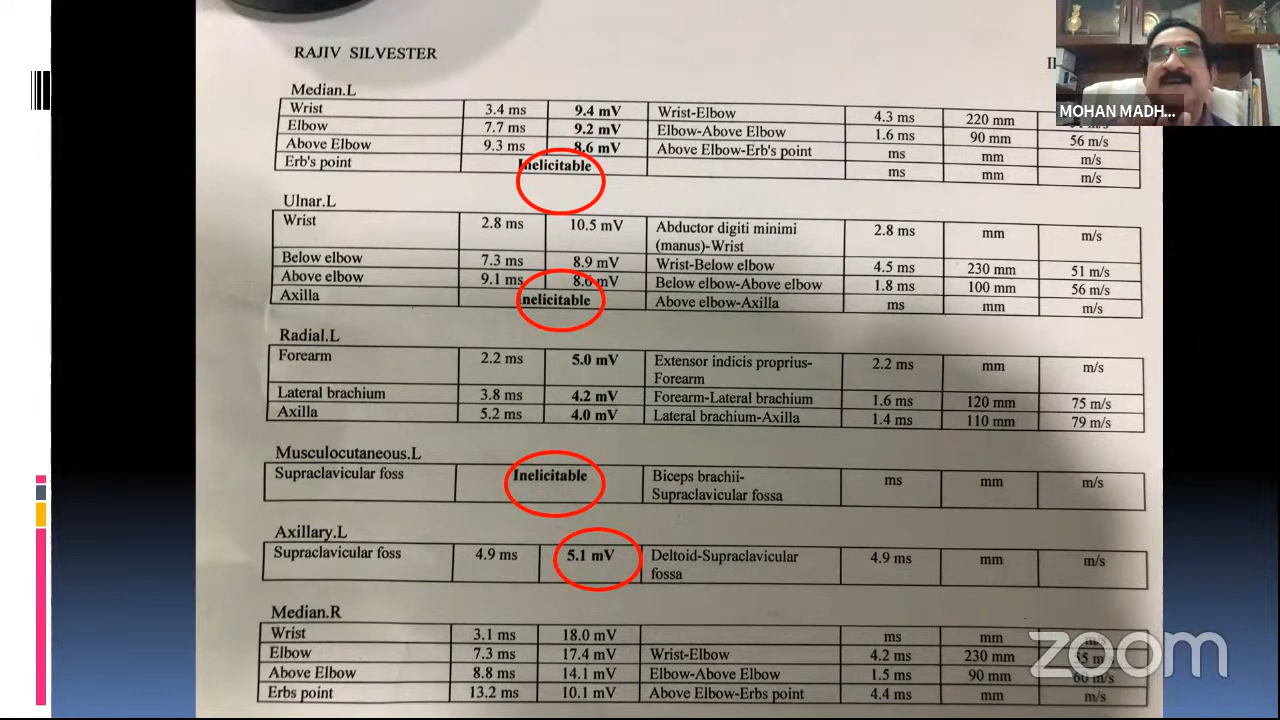 RAJIV SILVESTER
MOHAN MADH...
Median.L
Wrist 3.4 ms 9.4 mV Wrist-Elbow 4.3 ms 220 mm
Elbow 7.7 ms 9.2 mV Elbow-Above Elbow 1.6 ms 90 mm 56 m/s
Above Elbow 9.3 ms 8.6 mV Above Elbow-Erb's point ms mm m/s
Erb's point Inelicitable ms mm m/s
Ulnar.L
Wrist 2.8 ms 10.5 mV Abductor digiti minimi 2.8 ms mm m/s
(manus)-Wrist
Below elbow 7.3 ms 8.9 mV Wrist-Below elbow 4.5 ms 230 mm 51 m/s
Above elbow 9.1 ms 8.6 mV Below elbow-Above elbow 1.8 ms 100 mm 56 m/s
Axilla Inelicitable Above elbow-Axilla ms mm m/s
Radial.L
Forearm 2.2 ms 5.0 mV Extensor indicis proprius- 2.2 ms mm m/s
Forearm
Lateral brachium 3.8 ms 4.2 mV Forearm-Lateral brachium 1.6 ms 120 mm 75 m/s
Axilla 5.2 ms 4.0 mV Lateral brachium-Axilla 1.4 ms 110 mm 79 m/s
Musculocutaneous.L
Supraclavicular foss Inelicitable Biceps brachii- ms mm m/s
Supraclavicular fossa
Axillary.L
Supraclavicular foss 4.9 ms 5.1 mV Deltoid-Supraclavicular 4.9 ms mm m/s
fossa
Median.R
Wrist 3.1 ms 18.0 mV ms mm
Elbow 7.3 ms 17.4 mV Wrist-Elbow 4.2 ms 230 mm 55 m/s
Above Elbow 8.8 ms 14.1 mV Elbow-Above Elbow 1.5 ms 90 mm 60 m/s
Erbs point 13.2 ms 10.1 mV Above Elbow-Erbs point 4.4 ms mm m/s
zoom